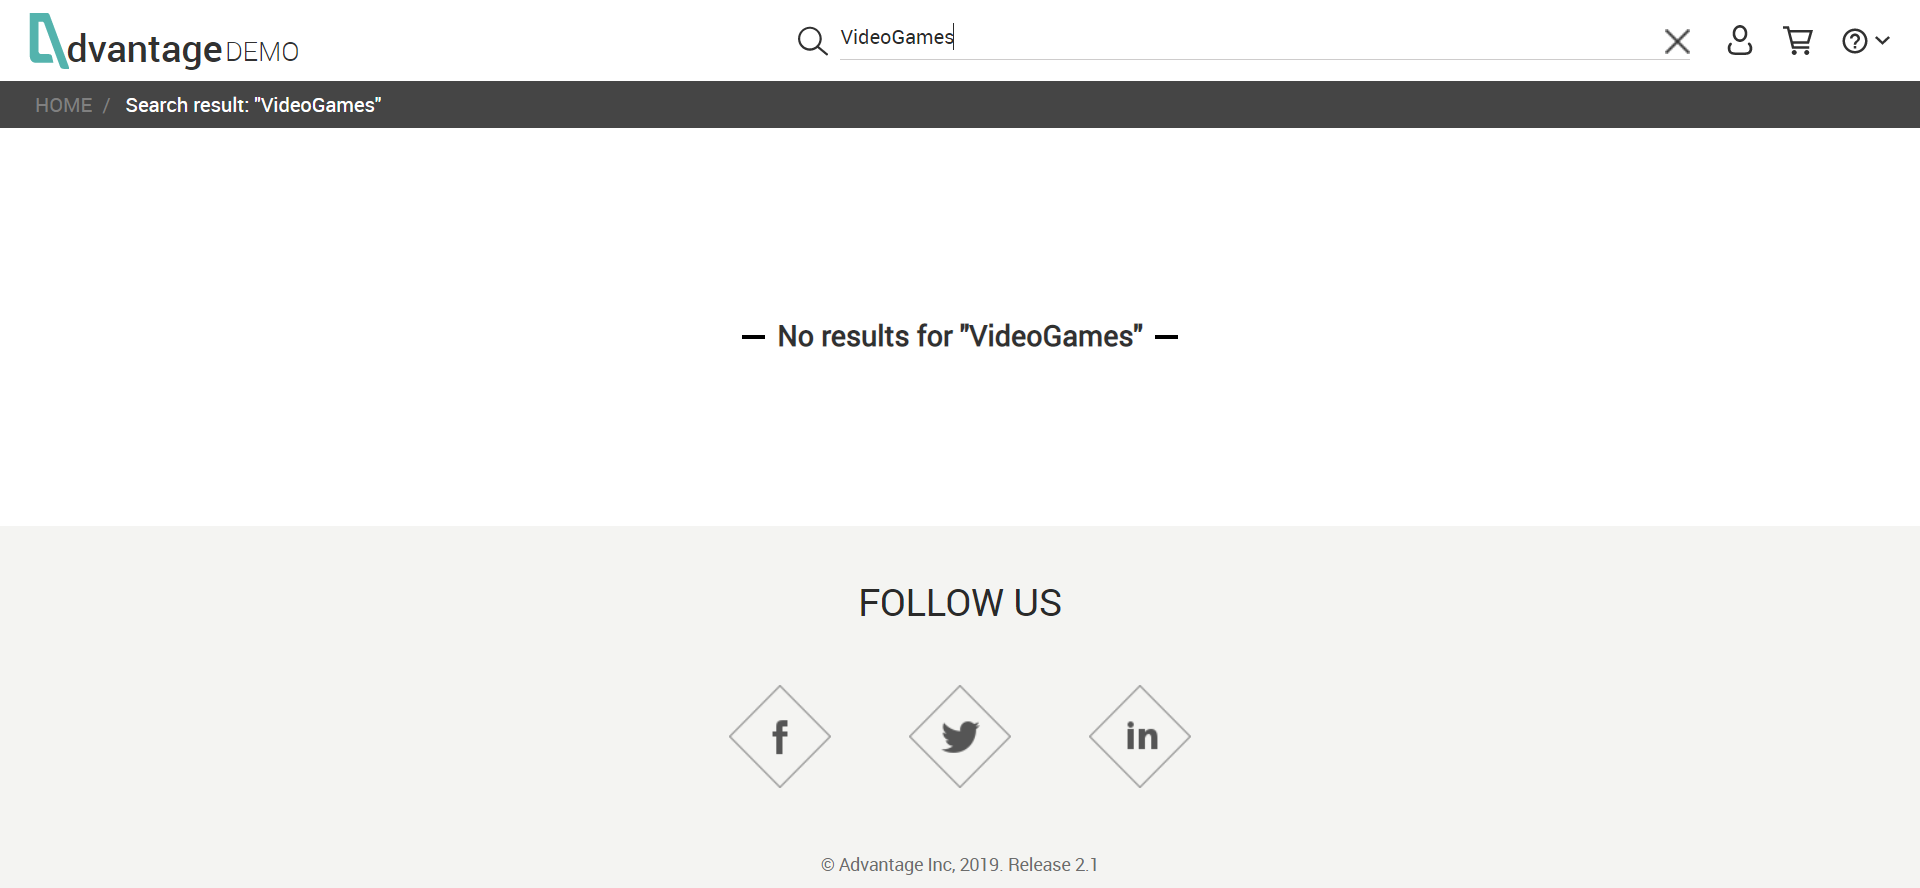 dvantage DEMO
VideoGames
HOME / Search result: "VideoGames"
No results for "VideoGames"
FOLLOW US
f
in
© Advantage Inc, 2019. Release 2.1